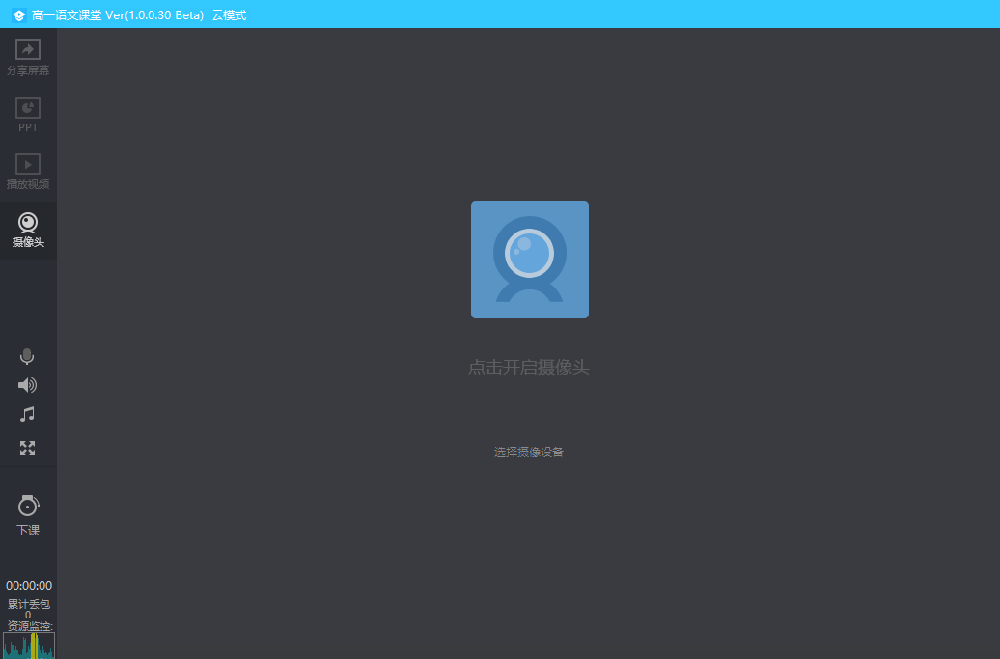 高一语文课堂 Ver(1.0.0.30 Beta) 云模式
分享屏幕
PPT
播放视频
摄像头
点击开启摄像头
选择摄像设备
下课
00:00:00
累计丢包
0
资源监控: